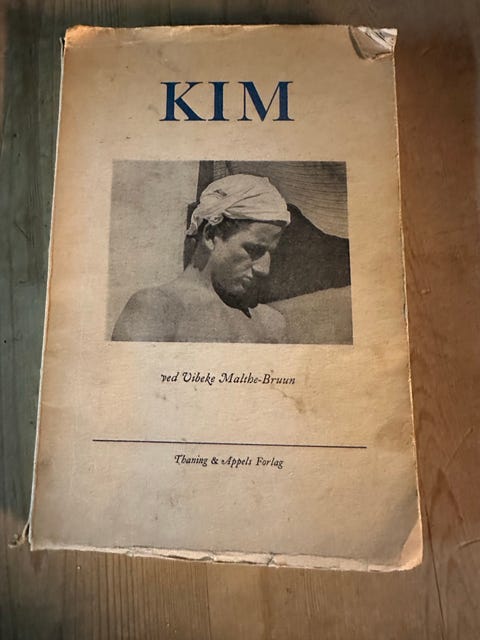 KIM
ved Vibeke Malthe-Bruun
Thaning & Appels Forlag